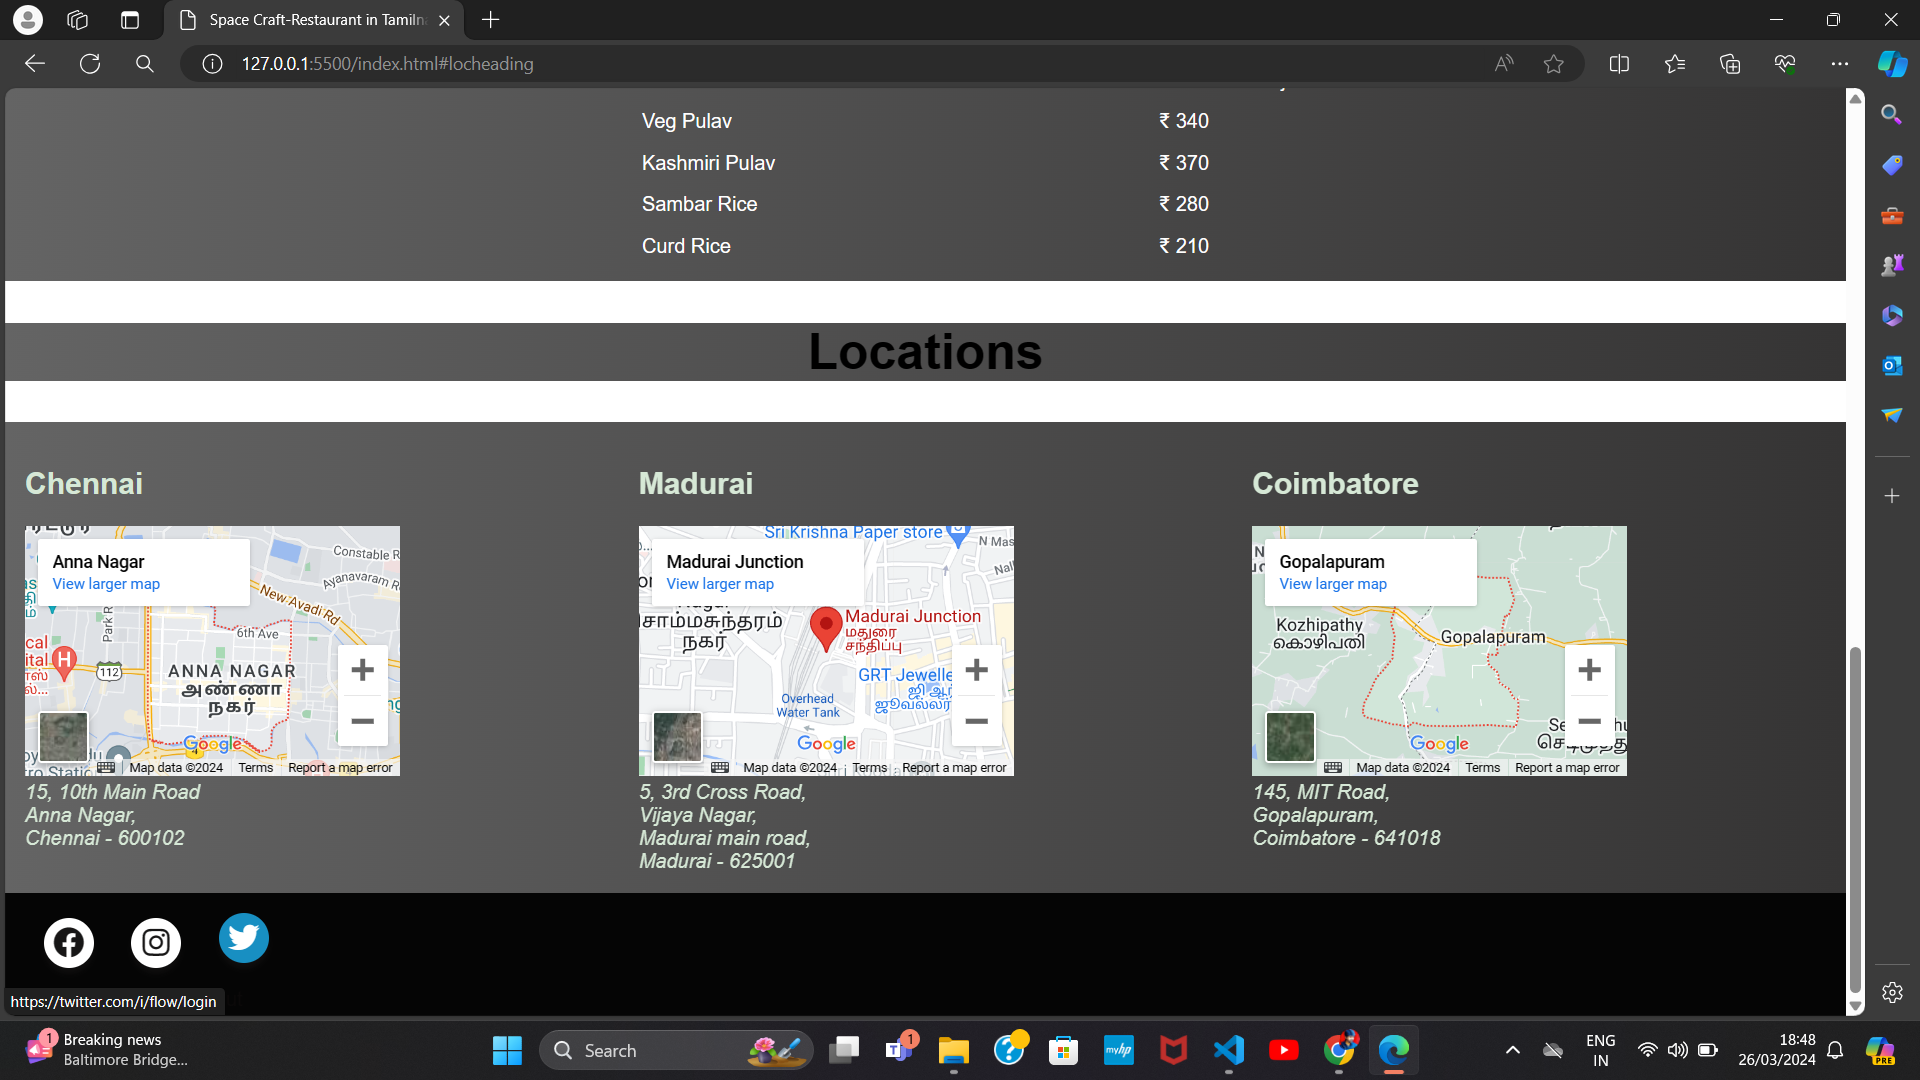 Space Craft-Restaurant in Tamiln
127.0.0.1:5500/index.html#locheading
Veg Pulav ₹ 340
Kashmiri Pulav ₹ 370
Sambar Rice ₹ 280
Curd Rice ₹ 210
Locations
Chennai
Anna Nagar
View larger map
Constable R
Ayanavaram R
New Avadi Rd
Park R
6th Ave
112
H
ANNA NAGAR
அண்ணா
நகர்
Google
Map data ©2024 Terms Report a map error
15, 10th Main Road
Anna Nagar,
Chennai - 600102
Madurai
Sri Krishna Paper store
Madurai Junction
View larger map
N Mas
Madurai Junction
மதுரை
சந்திப்பு
சொம்மசுந்தரம்
நகர்
GRT Jewelle
ஜி ஆர்
ஜூவல்லர்
Overhead
Water Tank
Google
Map data ©2024 Terms Report a map error
5, 3rd Cross Road,
Vijaya Nagar,
Madurai main road,
Madurai - 625001
Coimbatore
Gopalapuram
View larger map
Kozhipathy
കൊഴിപതി
Gopalapuram
Google
Map data ©2024 Terms Report a map error
145, MIT Road,
Gopalapuram,
Coimbatore - 641018
https://twitter.com/i/flow/login
1
Breaking news
Baltimore Bridge...
Search
1
myhp
ENG
IN
18:48
26/03/2024
PRE